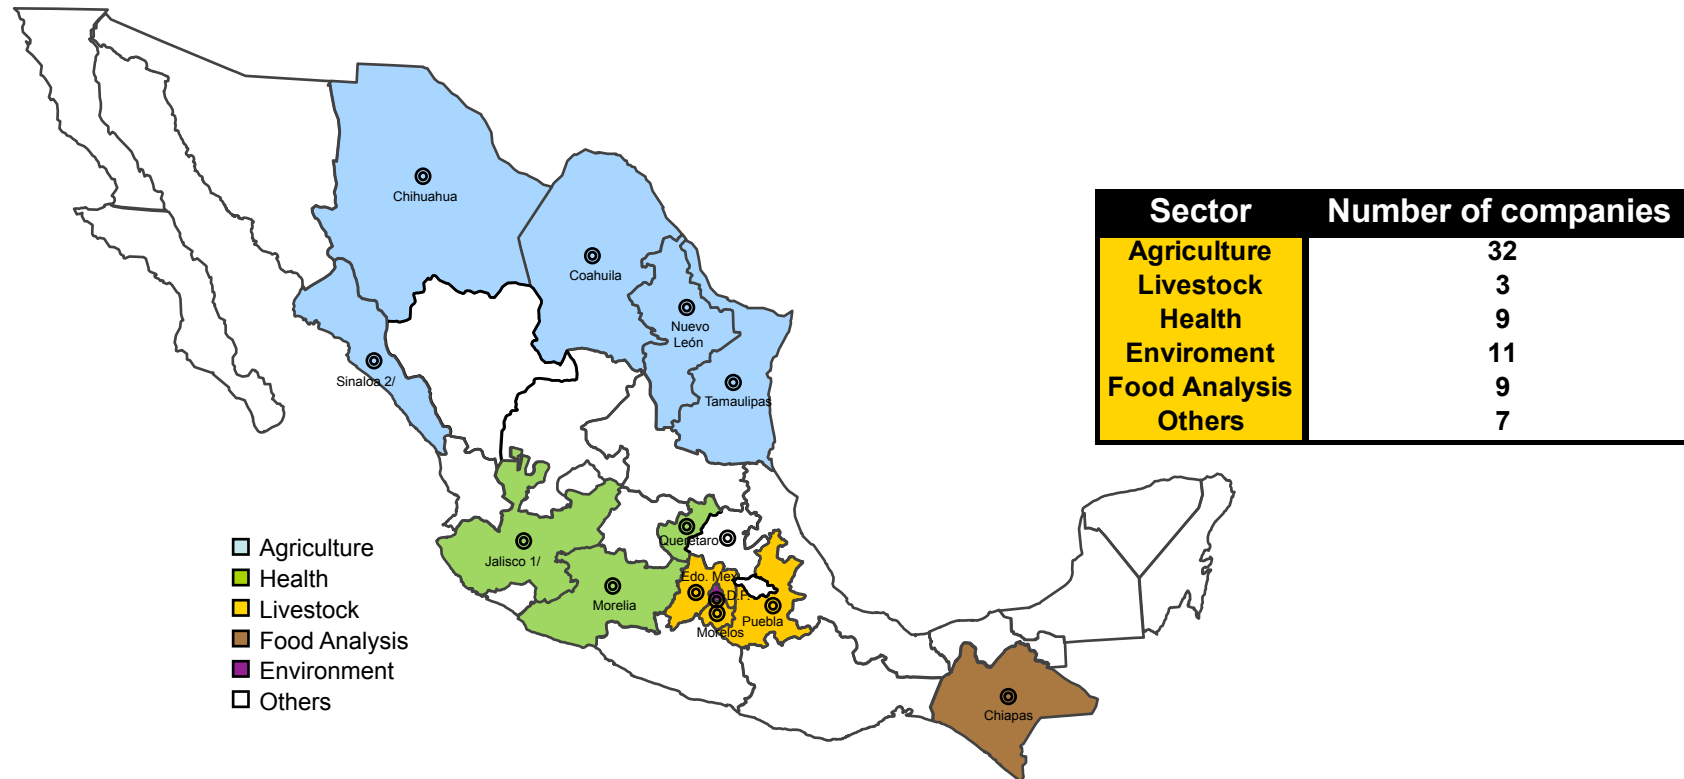 Chihuahua
Coahuila
Nuevo
León
Sinaloa 2/
Tamaulipas
Sector Number of companies
Agriculture 32
Livestock 3
Health 9
Enviroment 11
Food Analysis 9
Others 7
Queretaro
Jalisco 1/
Edo. Mex
D.F.
Morelia
Puebla
Morelos
Chiapas
Agriculture
Health
Livestock
Food Analysis
Environment
Others